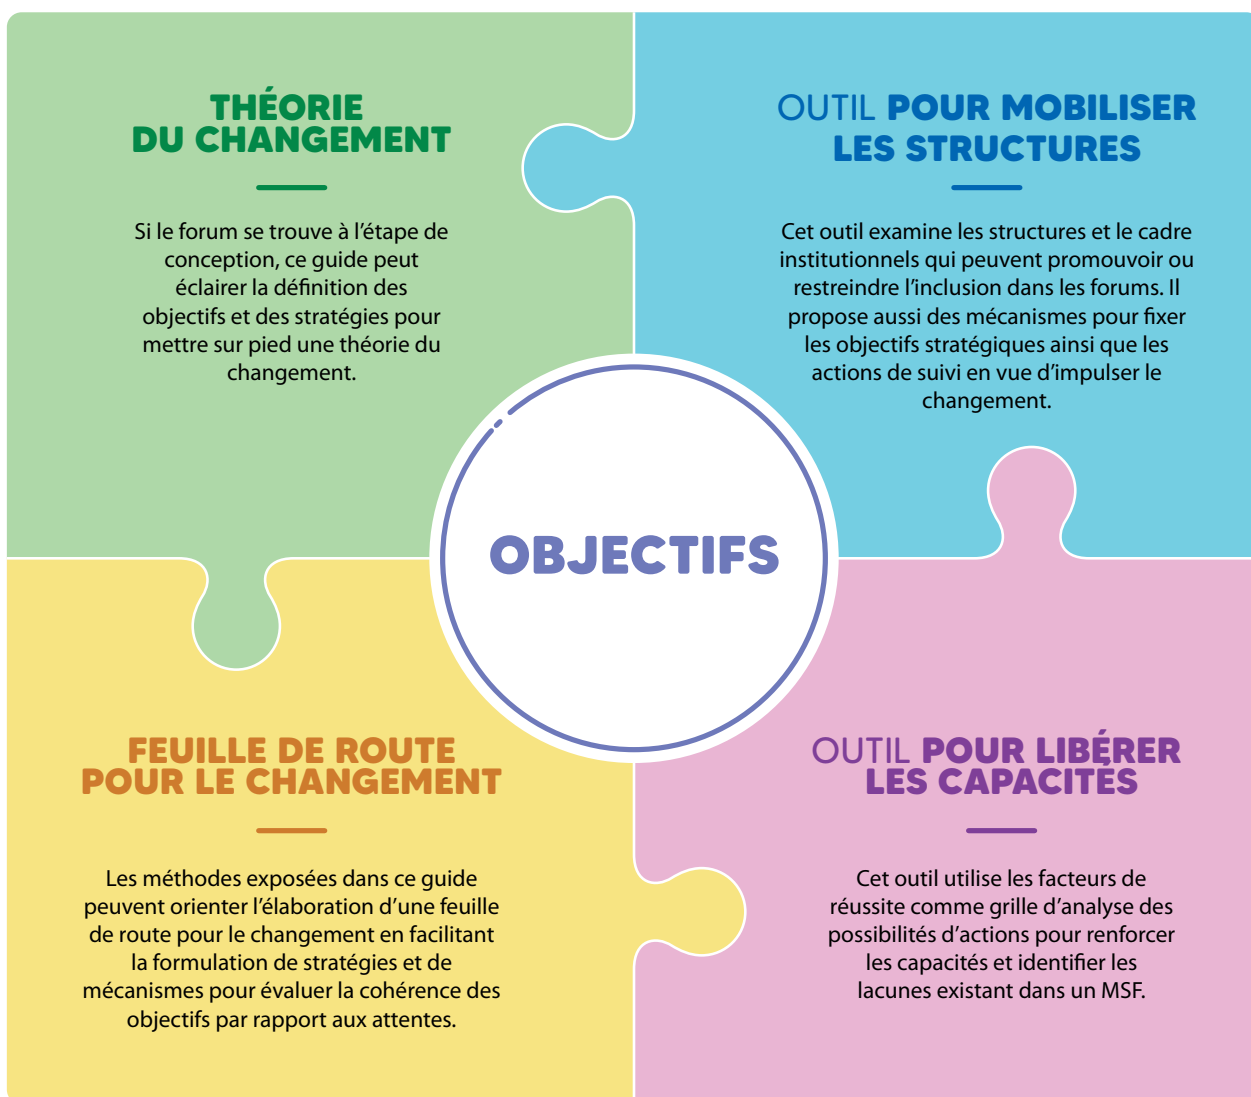 THÉORIE
DU CHANGEMENT
Si le forum se trouve à l’étape de
conception, ce guide peut
éclairer la définition des
objectifs et des stratégies pour
mettre sur pied une théorie du
changement.
OUTIL POUR MOBILISER
LES STRUCTURES
Cet outil examine les structures et le cadre
institutionnels qui peuvent promouvoir ou
restreindre l’inclusion dans les forums. Il
propose aussi des mécanismes pour fixer
les objectifs stratégiques ainsi que les
actions de suivi en vue d’impulser le
changement.
OBJECTIFS
FEUILLE DE ROUTE
POUR LE CHANGEMENT
Les méthodes exposées dans ce guide
peuvent orienter l’élaboration d’une feuille
de route pour le changement en facilitant
la formulation de stratégies et de
mécanismes pour évaluer la cohérence des
objectifs par rapport aux attentes.
OUTIL POUR LIBÉRER
LES CAPACITÉS
Cet outil utilise les facteurs de
réussite comme grille d’analyse des
possibilités d’actions pour renforcer
les capacités et identifier les
lacunes existant dans un MSF.